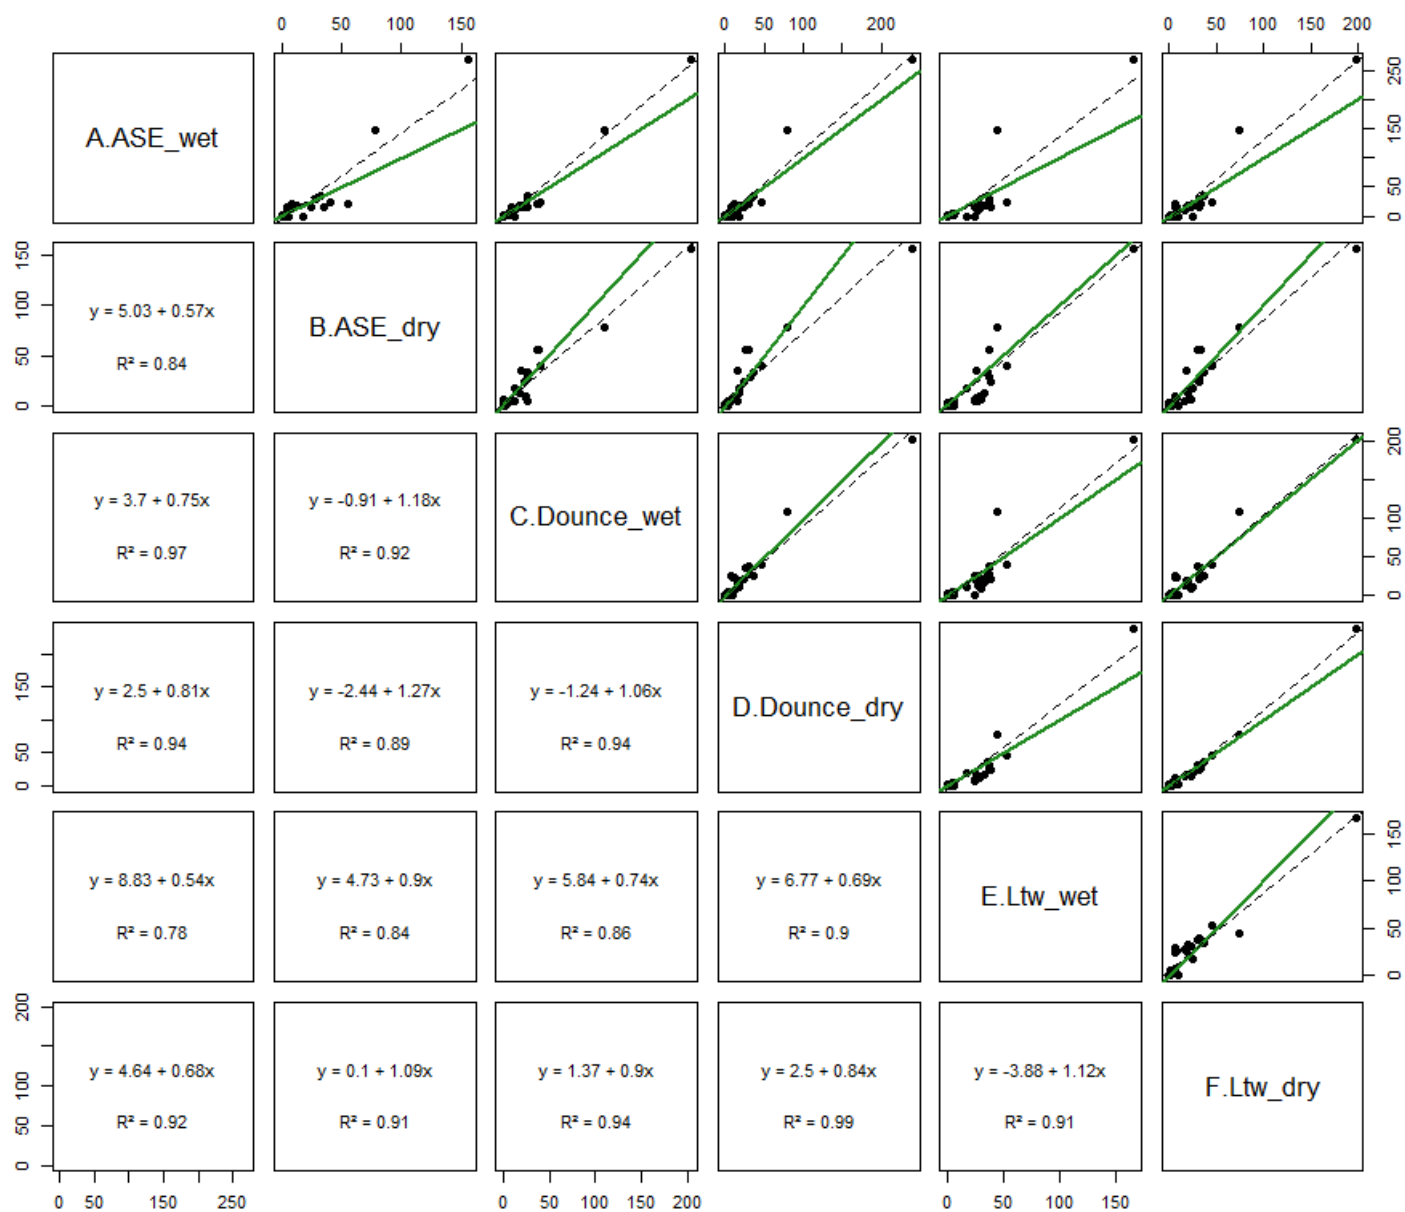 0 50 100 150 0 50 100 200 0 50 100 150 200
A.ASE_wet
0 50 150 250
0 50 100 150
y = 5.03 + 0.57x
R² = 0.84
B.ASE_dry
y = 3.7 + 0.75x
R² = 0.97
y = -0.91 + 1.18x
R² = 0.92
C.Dounce_wet
0 50 100 200
0 50 150
y = 2.5 + 0.81x
R² = 0.94
y = -2.44 + 1.27x
R² = 0.89
y = -1.24 + 1.06x
R² = 0.94
D.Dounce_dry
y = 8.83 + 0.54x
R² = 0.78
y = 4.73 + 0.9x
R² = 0.84
y = 5.84 + 0.74x
R² = 0.86
y = 6.77 + 0.69x
R² = 0.9
E.Ltw_wet
0 50 100 150
0 50 100 200
y = 4.64 + 0.68x
R² = 0.92
y = 0.1 + 1.09x
R² = 0.91
y = 1.37 + 0.9x
R² = 0.94
y = 2.5 + 0.84x
R² = 0.99
y = -3.88 + 1.12x
R² = 0.91
F.Ltw_dry
0 50 150 250 0 50 100 200 0 50 100 150